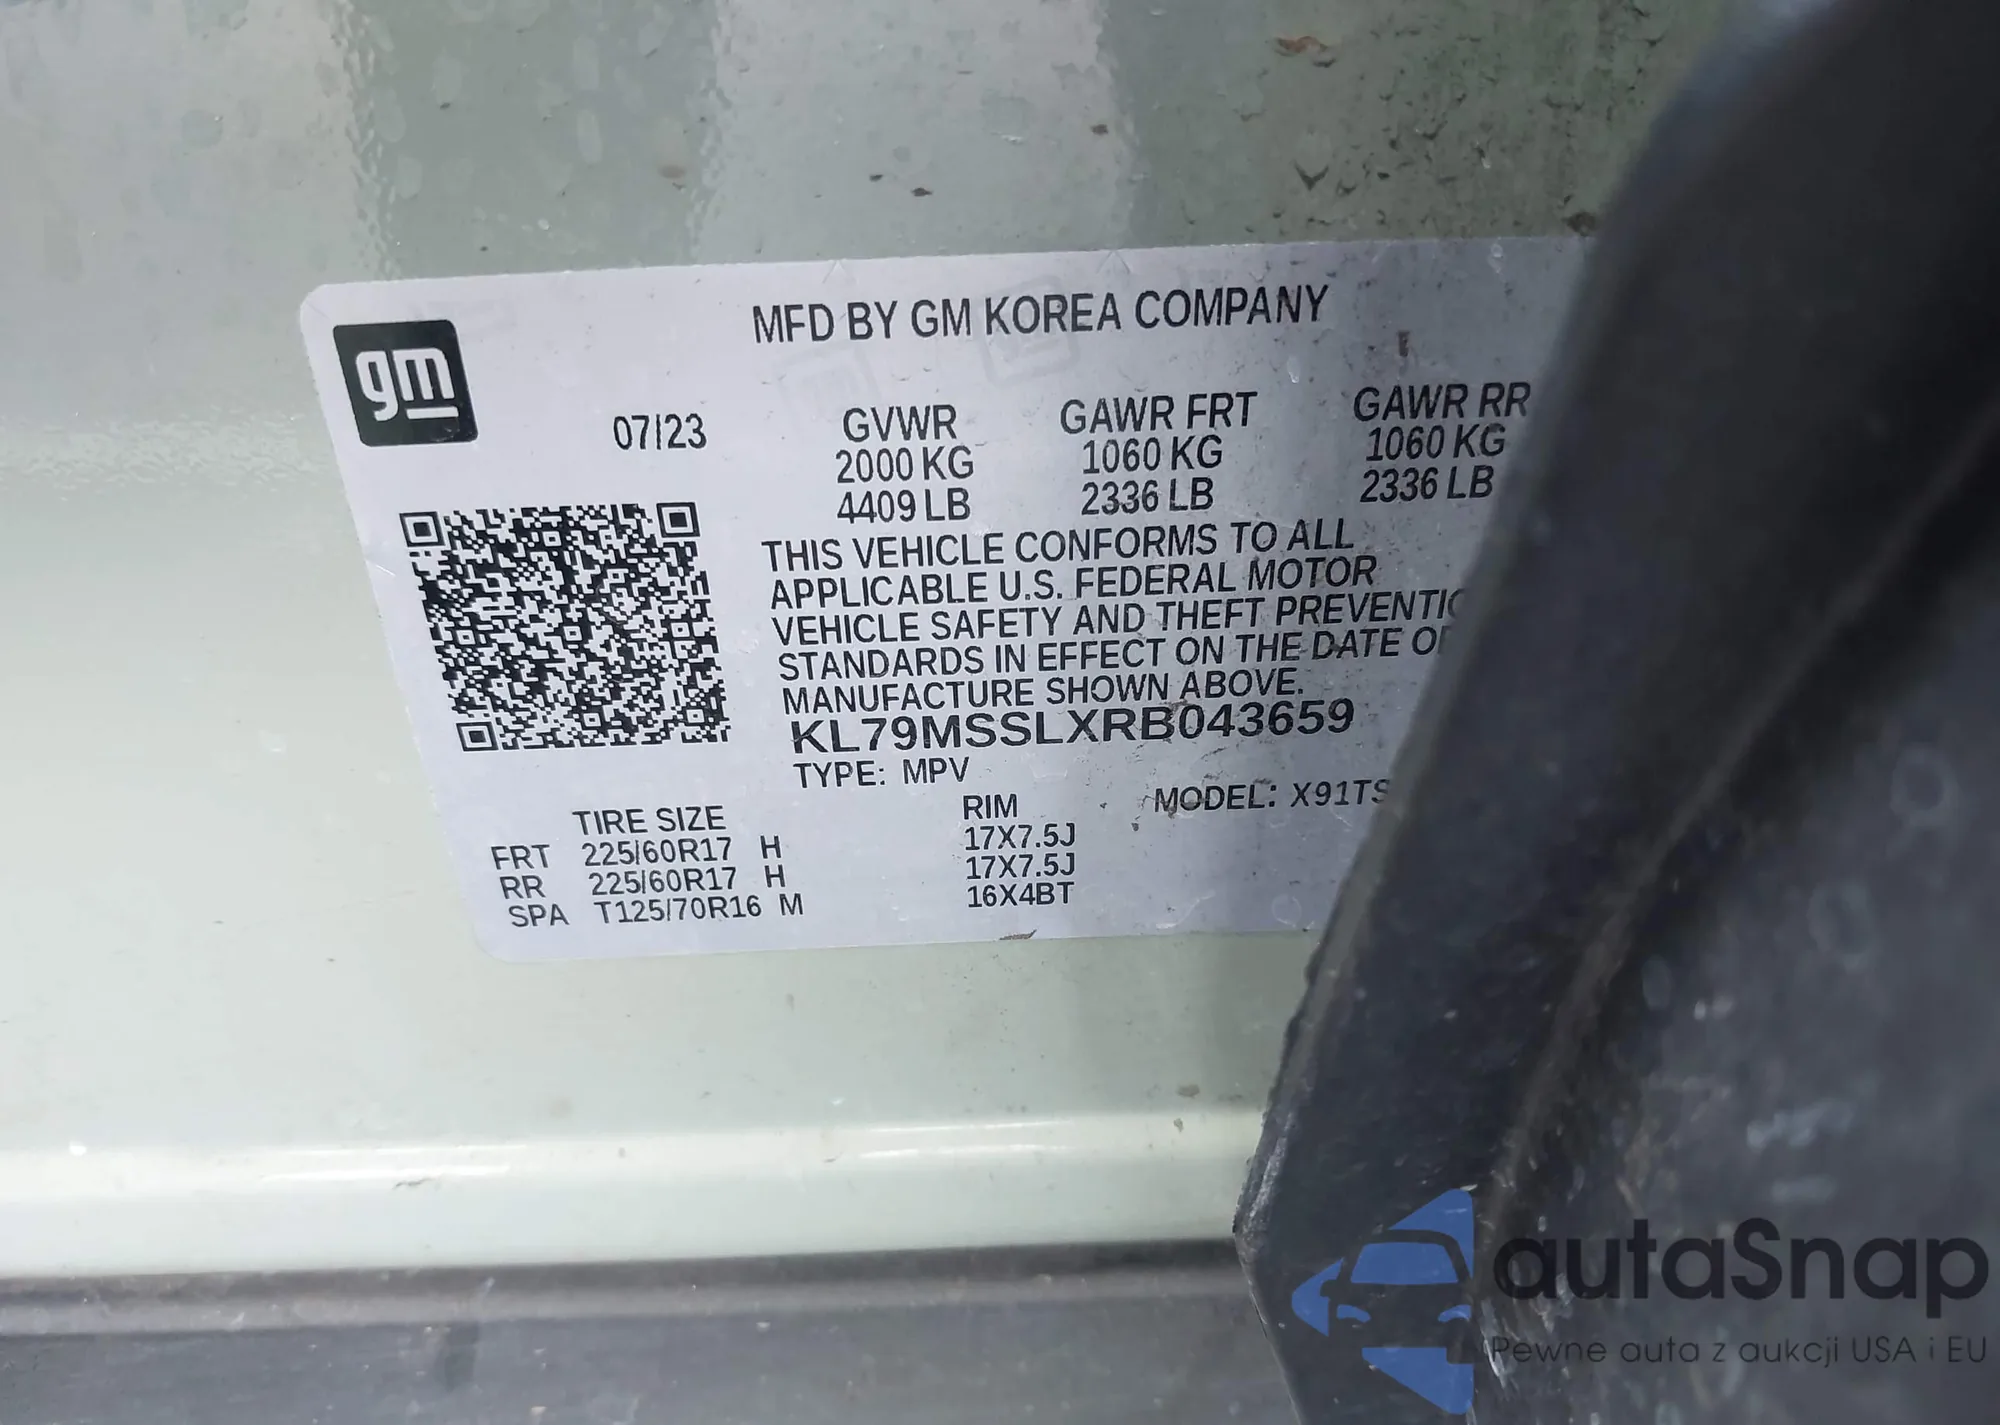 MFD BY GM KOREA COMPANY
gm
07/23
GVWR GAWR FRT GAWR RR
2000 KG 1060 KG 1060 KG
4409 LB 2336 LB 2336 LB
THIS VEHICLE CONFORMS TO ALL
APPLICABLE U.S. FEDERAL MOTOR
VEHICLE SAFETY AND THEFT PREVENTIO
STANDARDS IN EFFECT ON THE DATE OF
MANUFACTURE SHOWN ABOVE.
KL79MSSLXRB043659
TYPE: MPV MODEL: X91TS
TIRE SIZE RIM
FRT 225/60R17 H 17X7.5J
RR 225/60R17 H 17X7.5J
SPA T125/70R16 M 16X4BT
autaSnap
Pewne auta z aukcji USA i EU